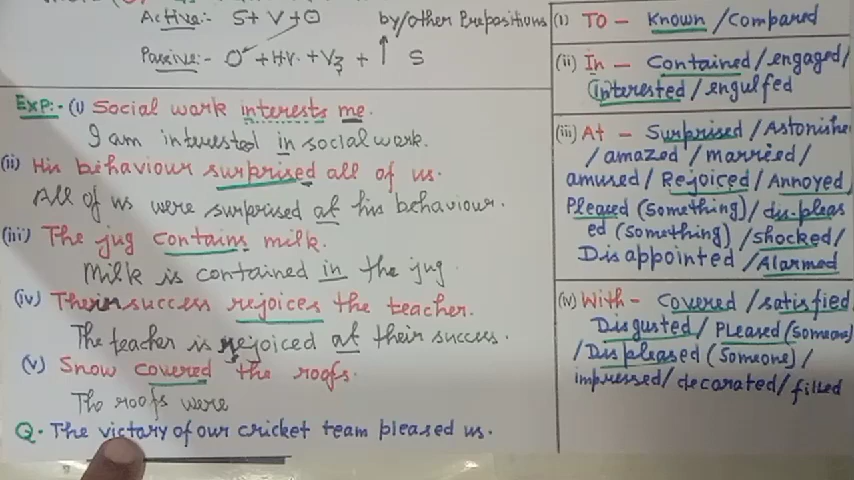 Active:- S + V + O by/other Prepositions
Passive:- O + H.V. + V3 + S
Exp:- (i) Social work interests me.
I am interested in social work.
(ii) His behaviour surprised all of us.
All of us were surprised at his behaviour.
(iii) The jug contains milk.
Milk is contained in the jug.
(iv) Their success rejoices the teacher.
The teacher is rejoiced at their success.
(v) Snow covered the roofs.
The roofs were
Q. The victary of our cricket team pleased us.
(i) To - Known / Compared
(ii) In - Contained / engaged /
interested / engulfed
(iii) At - Surprised / Astonishe
/ amazed / married /
amused / Rejoiced / Annoyed
Pleased (something) / displeas
ed (something) / shocked /
Disappointed / Alarmed
(iv) With - Covered / satisfied
Disgusted / Pleased (Someone)
/ Displeased (Someone) /
impressed / decorated / filled